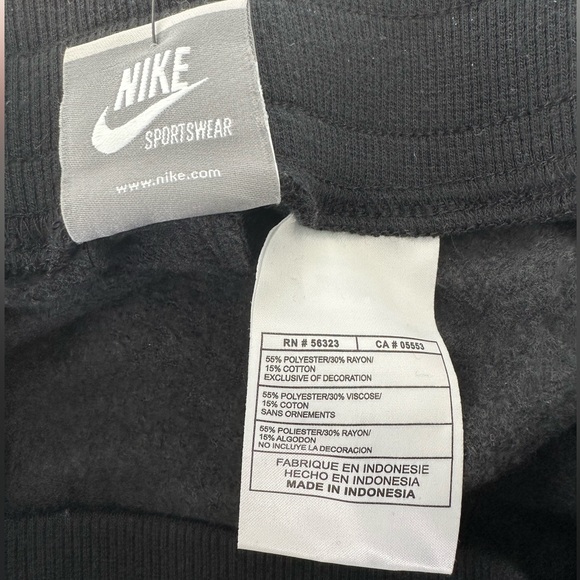 NIKE
SPORTSWEAR
www.nike.com
RN # 56323 CA # 05553
55% POLYESTER/30% RAYON/
15% COTTON
EXCLUSIVE OF DECORATION
55% POLYESTER/30% VISCOSE/
15% COTON
SANS ORNEMENTS
55% POLIESTER/30% RAYON/
15% ALGODON
NO INCLUYE LA DECORACION
FABRIQUE EN INDONESIE
HECHO EN INDONESIA
MADE IN INDONESIA